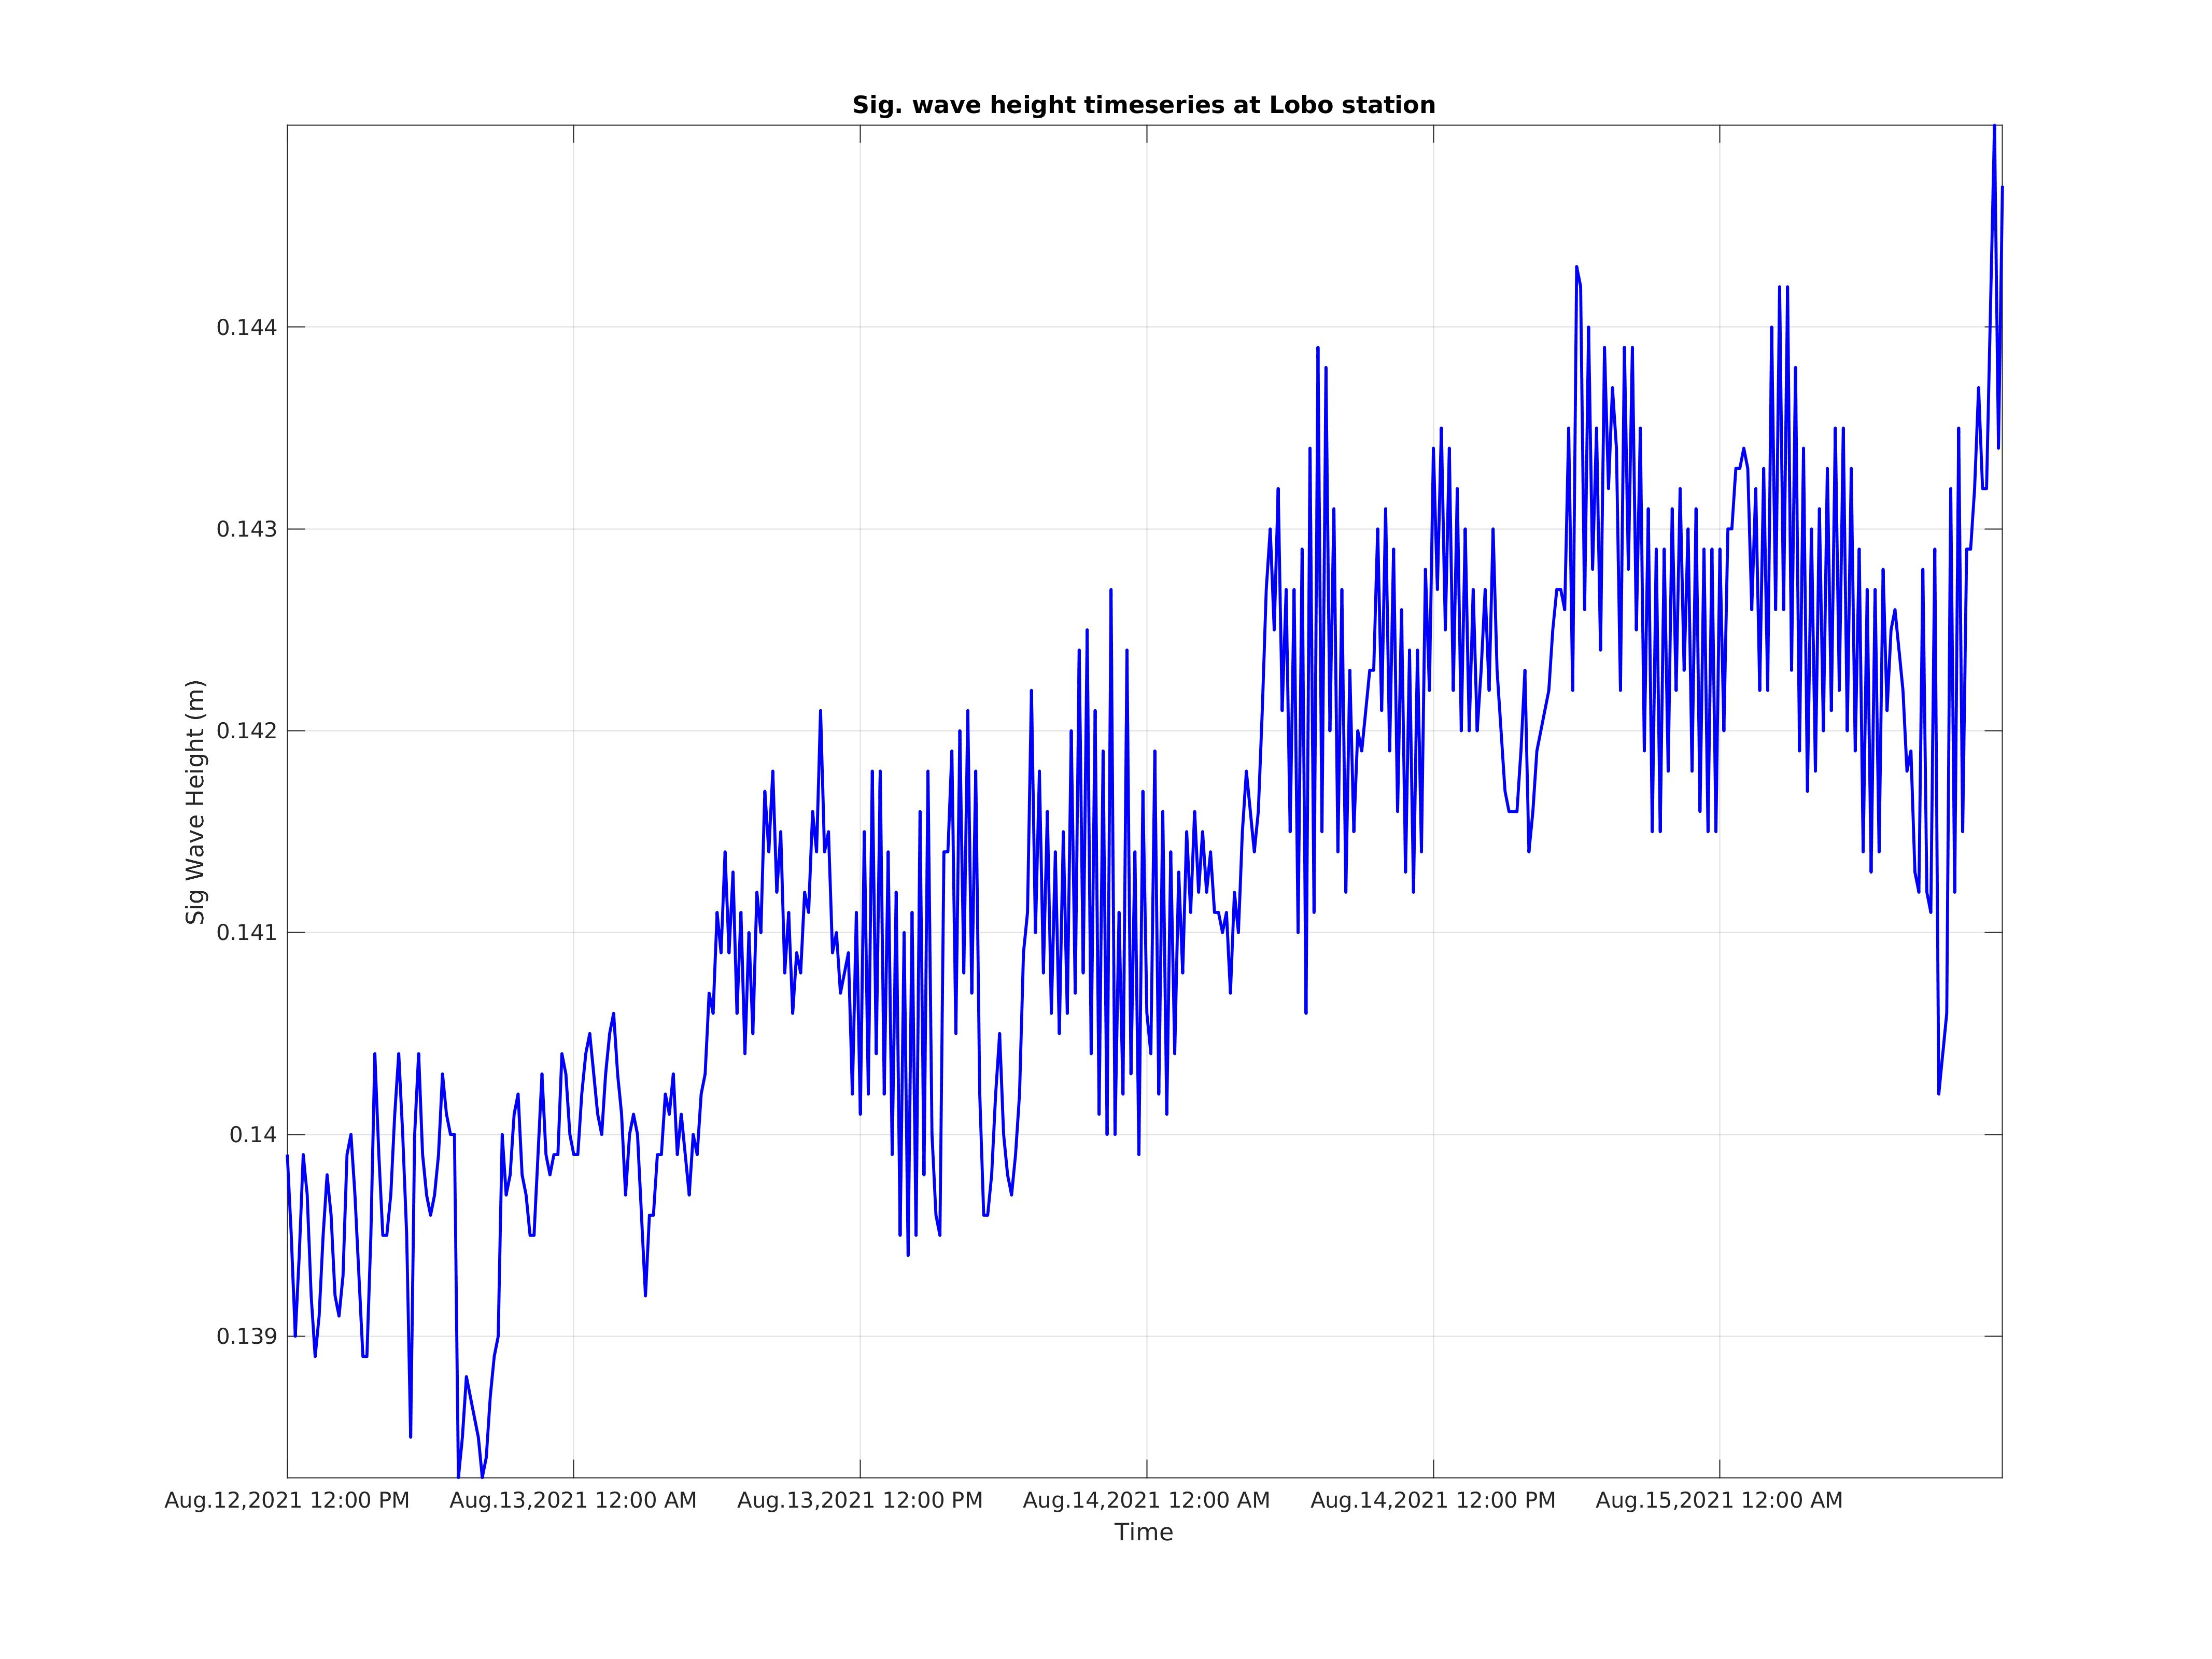 Sig. wave height timeseries at Lobo station
0.144
0.143
0.142
0.141
0.14
0.139
Sig Wave Height (m)
Aug.12,2021 12:00 PM Aug.13,2021 12:00 AM Aug.13,2021 12:00 PM Aug.14,2021 12:00 AM Aug.14,2021 12:00 PM Aug.15,2021 12:00 AM
Time